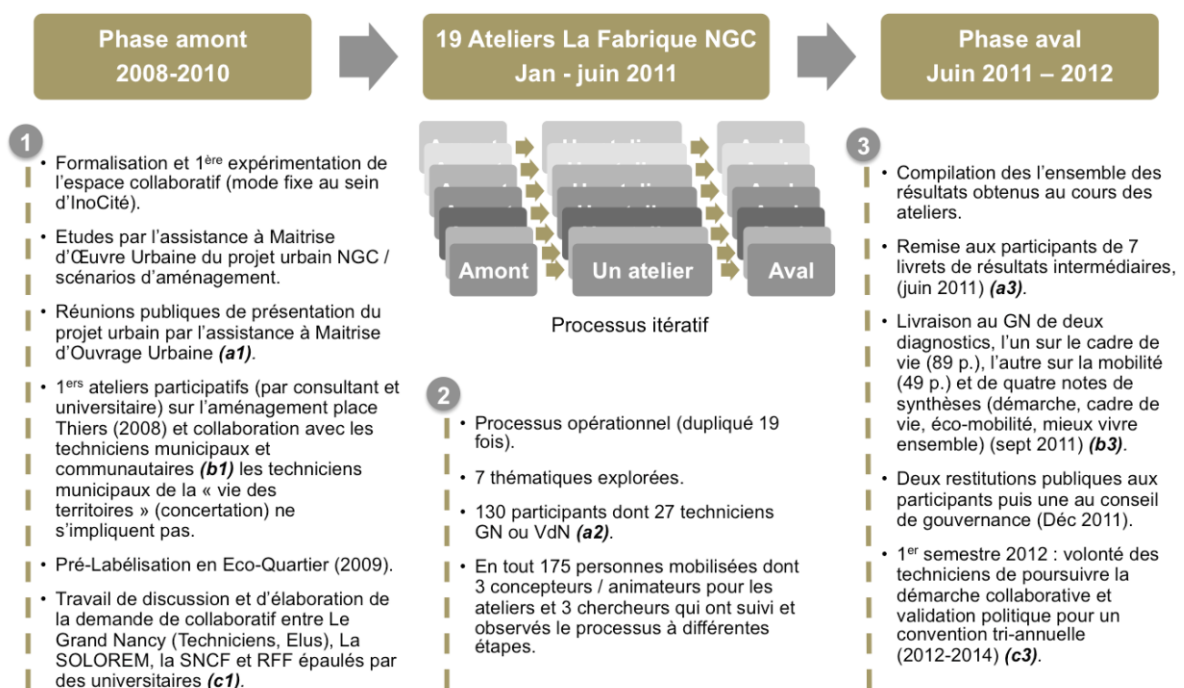 Phase amont
2008-2010
19 Ateliers La Fabrique NGC
Jan - juin 2011
Phase aval
Juin 2011 – 2012
1
• Formalisation et 1ère expérimentation de
l’espace collaboratif (mode fixe au sein
d’InoCité).
• Etudes par l’assistance à Maitrise
d’Œuvre Urbaine du projet urbain NGC /
scénarios d’aménagement.
• Réunions publiques de présentation du
projet urbain par l’assistance à Maitrise
d’Ouvrage Urbaine (a1).
• 1ers ateliers participatifs (par consultant et
universitaire) sur l’aménagement place
Thiers (2008) et collaboration avec les
techniciens municipaux et
communautaires (b1) les techniciens
municipaux de la « vie des
territoires » (concertation) ne
s’impliquent pas.
• Pré-Labélisation en Eco-Quartier (2009).
• Travail de discussion et d’élaboration de
la demande de collaboratif entre Le
Grand Nancy (Techniciens, Elus), La
SOLOREM, la SNCF et RFF épaulés par
des universitaires (c1).
Amont
Un atelier
Aval
Processus itératif
2
• Processus opérationnel (dupliqué 19
fois).
• 7 thématiques explorées.
• 130 participants dont 27 techniciens
GN ou VdN (a2).
• En tout 175 personnes mobilisées dont
3 concepteurs / animateurs pour les
ateliers et 3 chercheurs qui ont suivi et
observés le processus à différentes
étapes.
3
• Compilation des l’ensemble des
résultats obtenus au cours des
ateliers.
• Remise aux participants de 7
livrets de résultats intermédiaires,
(juin 2011) (a3).
• Livraison au GN de deux
diagnostics, l’un sur le cadre de
vie (89 p.), l’autre sur la mobilité
(49 p.) et de quatre notes de
synthèses (démarche, cadre de
vie, éco-mobilité, mieux vivre
ensemble) (sept 2011) (b3).
• Deux restitutions publiques aux
participants puis une au conseil
de gouvernance (Déc 2011).
• 1er semestre 2012 : volonté des
techniciens de poursuivre la
démarche collaborative et
validation politique pour un
convention tri-annuelle
(2012-2014) (c3).